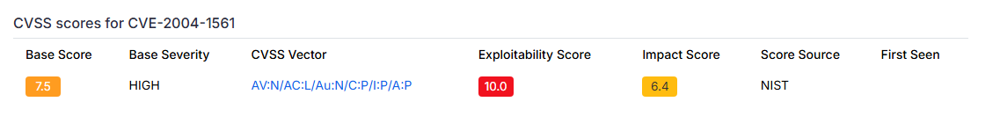 CVSS scores for CVE-2004-1561
Base Score Base Severity CVSS Vector Exploitability Score Impact Score Score Source First Seen
7.5 HIGH AV:N/AC:L/Au:N/C:P/I:P/A:P 10.0 6.4 NIST